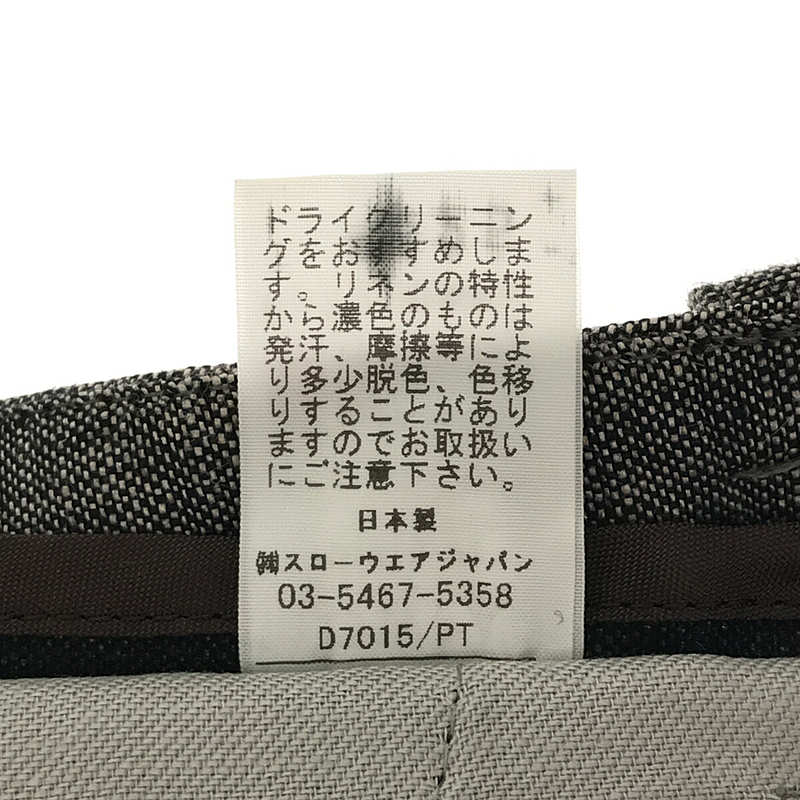 ドライクリーニン
グをおすすめしま
す。リネンの特性
から濃色のものは
発汗、摩擦等によ
り多少脱色、色移
りすることがあり
ますのでお取扱い
にご注意下さい。
日本製
㈱スローウエアジャパン
03-5467-5358
D7015/PT